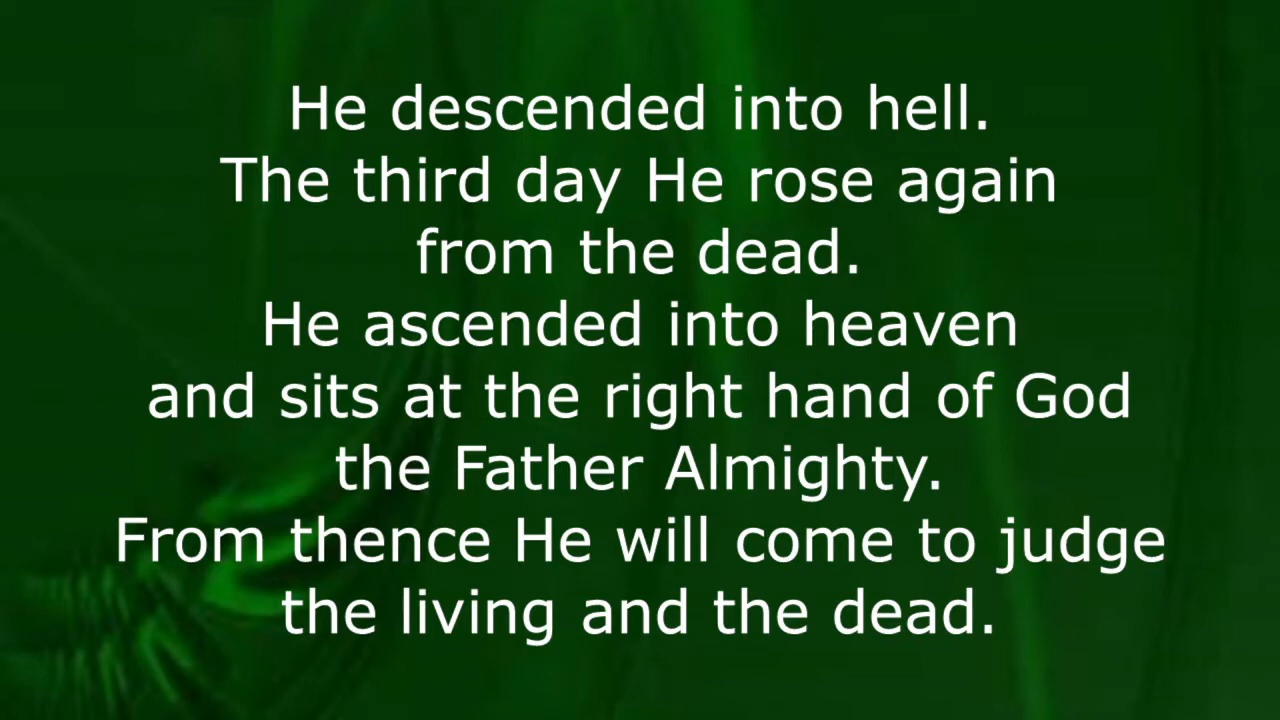 He descended into hell.
The third day He rose again
from the dead.
He ascended into heaven
and sits at the right hand of God
the Father Almighty.
From thence He will come to judge
the living and the dead.